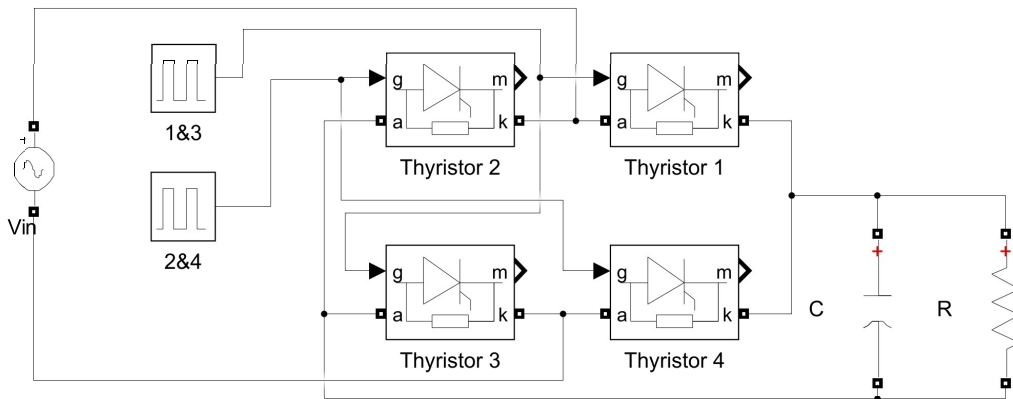 g
m
a
k
Thyristor 2
g
m
a
k
Thyristor 1
1&3
+
Vin
2&4
g
m
a
k
Thyristor 3
g
m
a
k
Thyristor 4
+
C
+
R